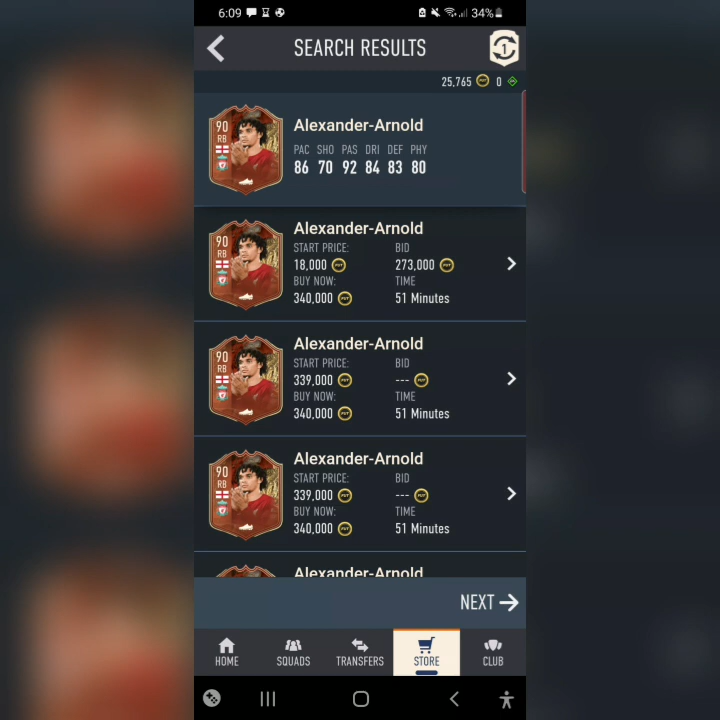 6:09 34%
SEARCH RESULTS 1
25,765 0
90 RB Alexander-Arnold
PAC SHO PAS DRI DEF PHY
86 70 92 84 83 80
90 RB Alexander-Arnold
START PRICE: BID
18,000 273,000
BUY NOW: TIME
340,000 51 Minutes
90 RB Alexander-Arnold
START PRICE: BID
339,000 ---
BUY NOW: TIME
340,000 51 Minutes
90 RB Alexander-Arnold
START PRICE: BID
339,000 ---
BUY NOW: TIME
340,000 51 Minutes
Alexander-Arnold
NEXT
HOME SQUADS TRANSFERS STORE CLUB